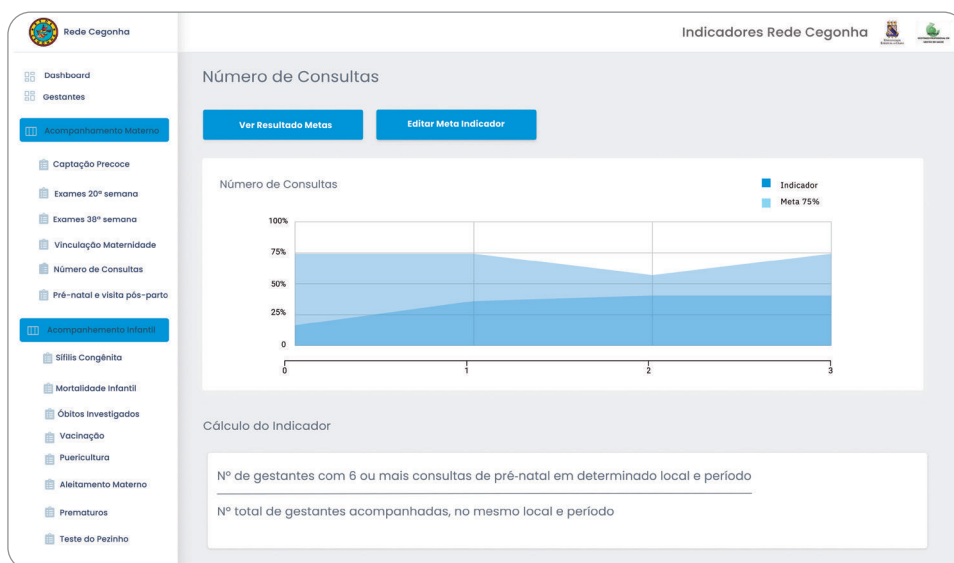 Rede Cegonha
Indicadores Rede Cegonha
Dashboard
Gestantes
Acompanhamento Materno
Captação Precoce
Exames 20ª semana
Exames 38ª semana
Vinculação Maternidade
Número de Consultas
Pré-natal e visita pós-parto
Acompanhemento Infantil
Sífilis Congênita
Mortalidade Infantil
Óbitos Investigados
Vacinação
Puericultura
Aleitamento Materno
Prematuros
Teste do Pezinho
Número de Consultas
Ver Resultado Metas
Editar Meta Indicador
Número de Consultas
Indicador
Meta 75%
100%
75%
50%
25%
0
0 1 2 3
Cálculo do Indicador
Nº de gestantes com 6 ou mais consultas de pré-natal em determinado local e período
Nº total de gestantes acompanhadas, no mesmo local e período